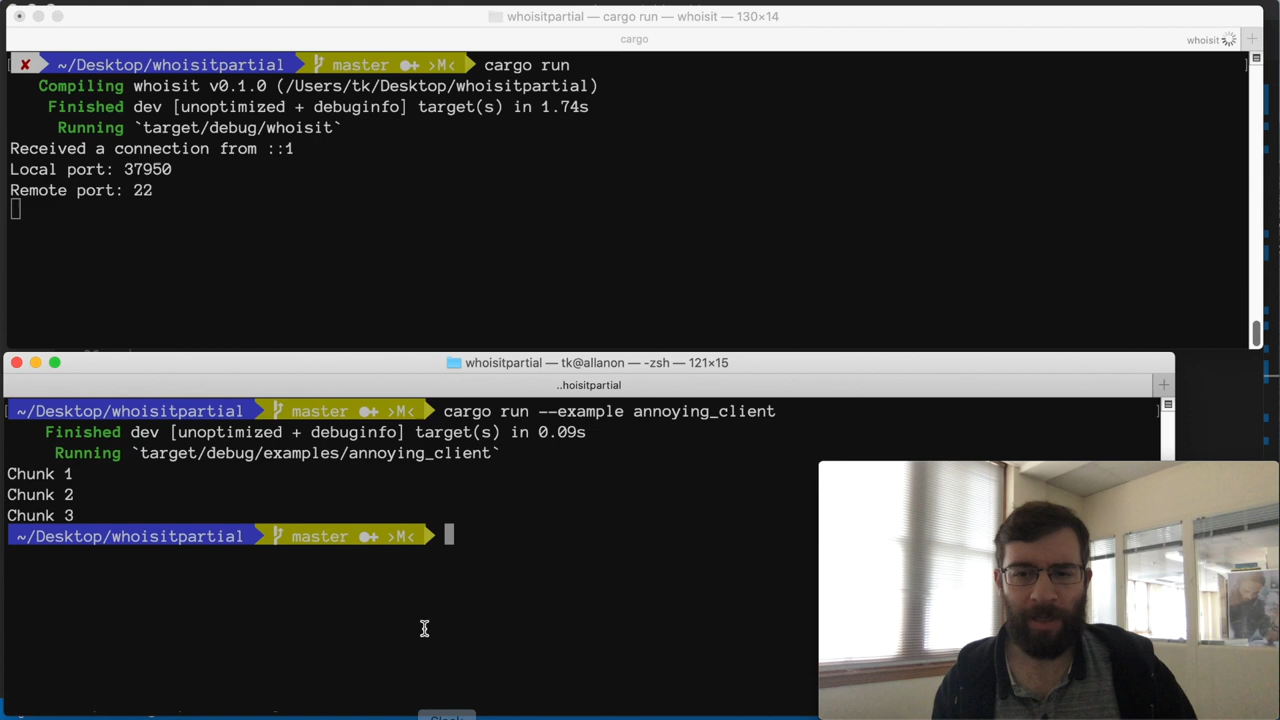 whoisitpartial — cargo run — whoisit — 130×14
cargo
whoisit
✘ ~/Desktop/whoisitpartial master ●✚ >M< cargo run
Compiling whoisit v0.1.0 (/Users/tk/Desktop/whoisitpartial)
Finished dev [unoptimized + debuginfo] target(s) in 1.74s
Running `target/debug/whoisit`
Received a connection from ::1
Local port: 37950
Remote port: 22
whoisitpartial — tk@allanon — -zsh — 121×15
..hoisitpartial
~/Desktop/whoisitpartial master ●✚ >M< cargo run --example annoying_client
Finished dev [unoptimized + debuginfo] target(s) in 0.09s
Running `target/debug/examples/annoying_client`
Chunk 1
Chunk 2
Chunk 3
~/Desktop/whoisitpartial master ●✚ >M<